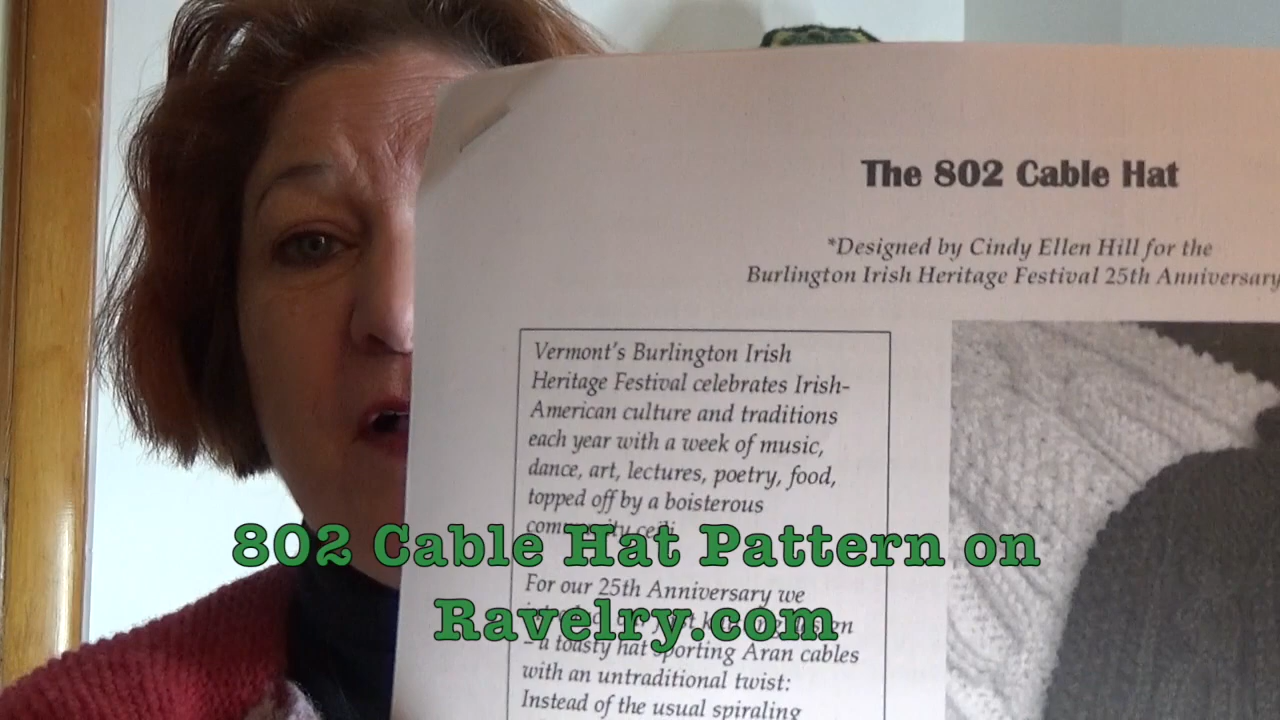 The 802 Cable Hat
*Designed by Cindy Ellen Hill for the
Burlington Irish Heritage Festival 25th Anniversary
Vermont's Burlington Irish
Heritage Festival celebrates Irish-
American culture and traditions
each year with a week of music,
dance, art, lectures, poetry, food,
topped off by a boisterous
community ceili
802 Cable Hat Pattern on
Ravelry.com
For our 25th Anniversary we
design
– a toasty hat sporting Aran cables
with an untraditional twist:
Instead of the usual spiraling